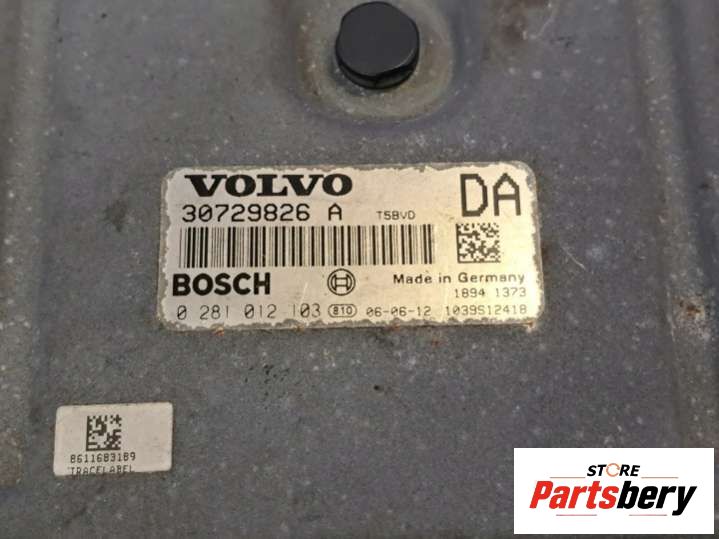 VOLVO DA
30729826 A T5BVD
BOSCH Made in Germany
1894 1373
0 281 012 103 B10 06-06-12 1039S12418
8611683189
TRACELABEL
STORE
Partsbery